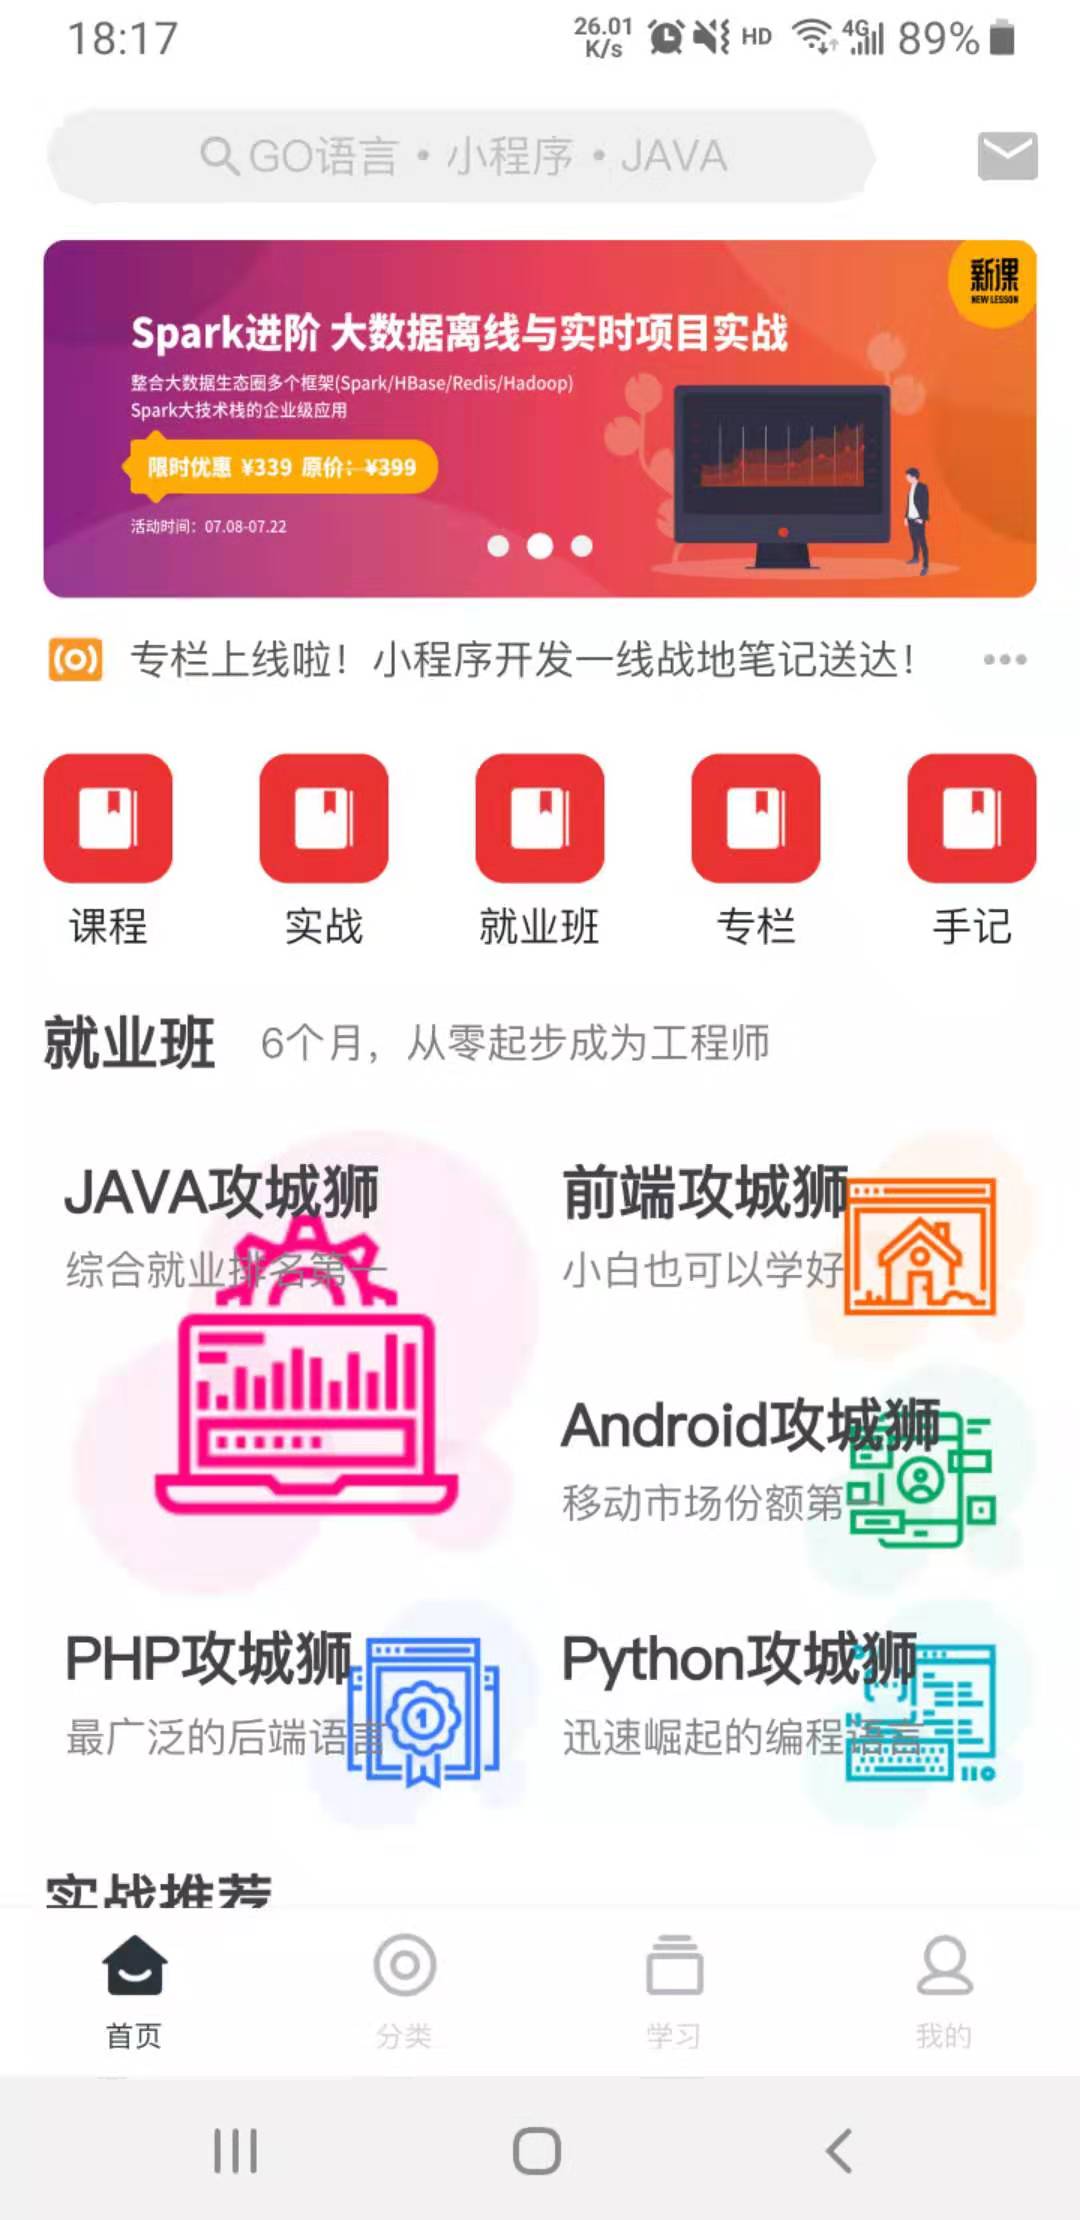 18:17
26.01 K/s HD 4G 89%
GO语言 • 小程序 • JAVA
新课
NEW LESSON
Spark进阶 大数据离线与实时项目实战
整合大数据生态圈多个框架(Spark/HBase/Redis/Hadoop)
Spark大技术栈的企业级应用
限时优惠 ¥339 原价：¥399
活动时间：07.08-07.22
专栏上线啦！小程序开发一线战地笔记送达！
课程
实战
就业班
专栏
手记
就业班 6个月，从零起步成为工程师
JAVA攻城狮
综合就业排名第一
前端攻城狮
小白也可以学好
Android攻城狮
移动市场份额第一
PHP攻城狮
最广泛的后端语言
Python攻城狮
迅速崛起的编程语言
实战推荐
首页
分类
学习
我的